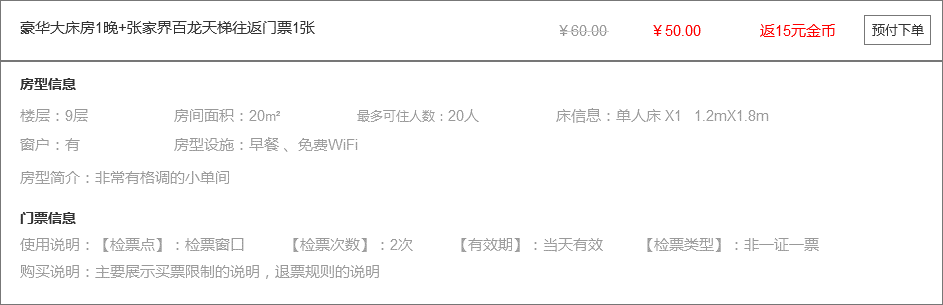 豪华大床房1晚+张家界百龙天梯往返门票1张 ￥60.00 ￥50.00 返15元金币 预付下单
房型信息
楼层：9层 房间面积：20m² 最多可住人数：20人 床信息：单人床 X1 1.2mX1.8m
窗户：有 房型设施：早餐 、免费WiFi
房型简介：非常有格调的小单间
门票信息
使用说明：【检票点】：检票窗口 【检票次数】：2次 【有效期】：当天有效 【检票类型】：非一证一票
购买说明：主要展示买票限制的说明，退票规则的说明